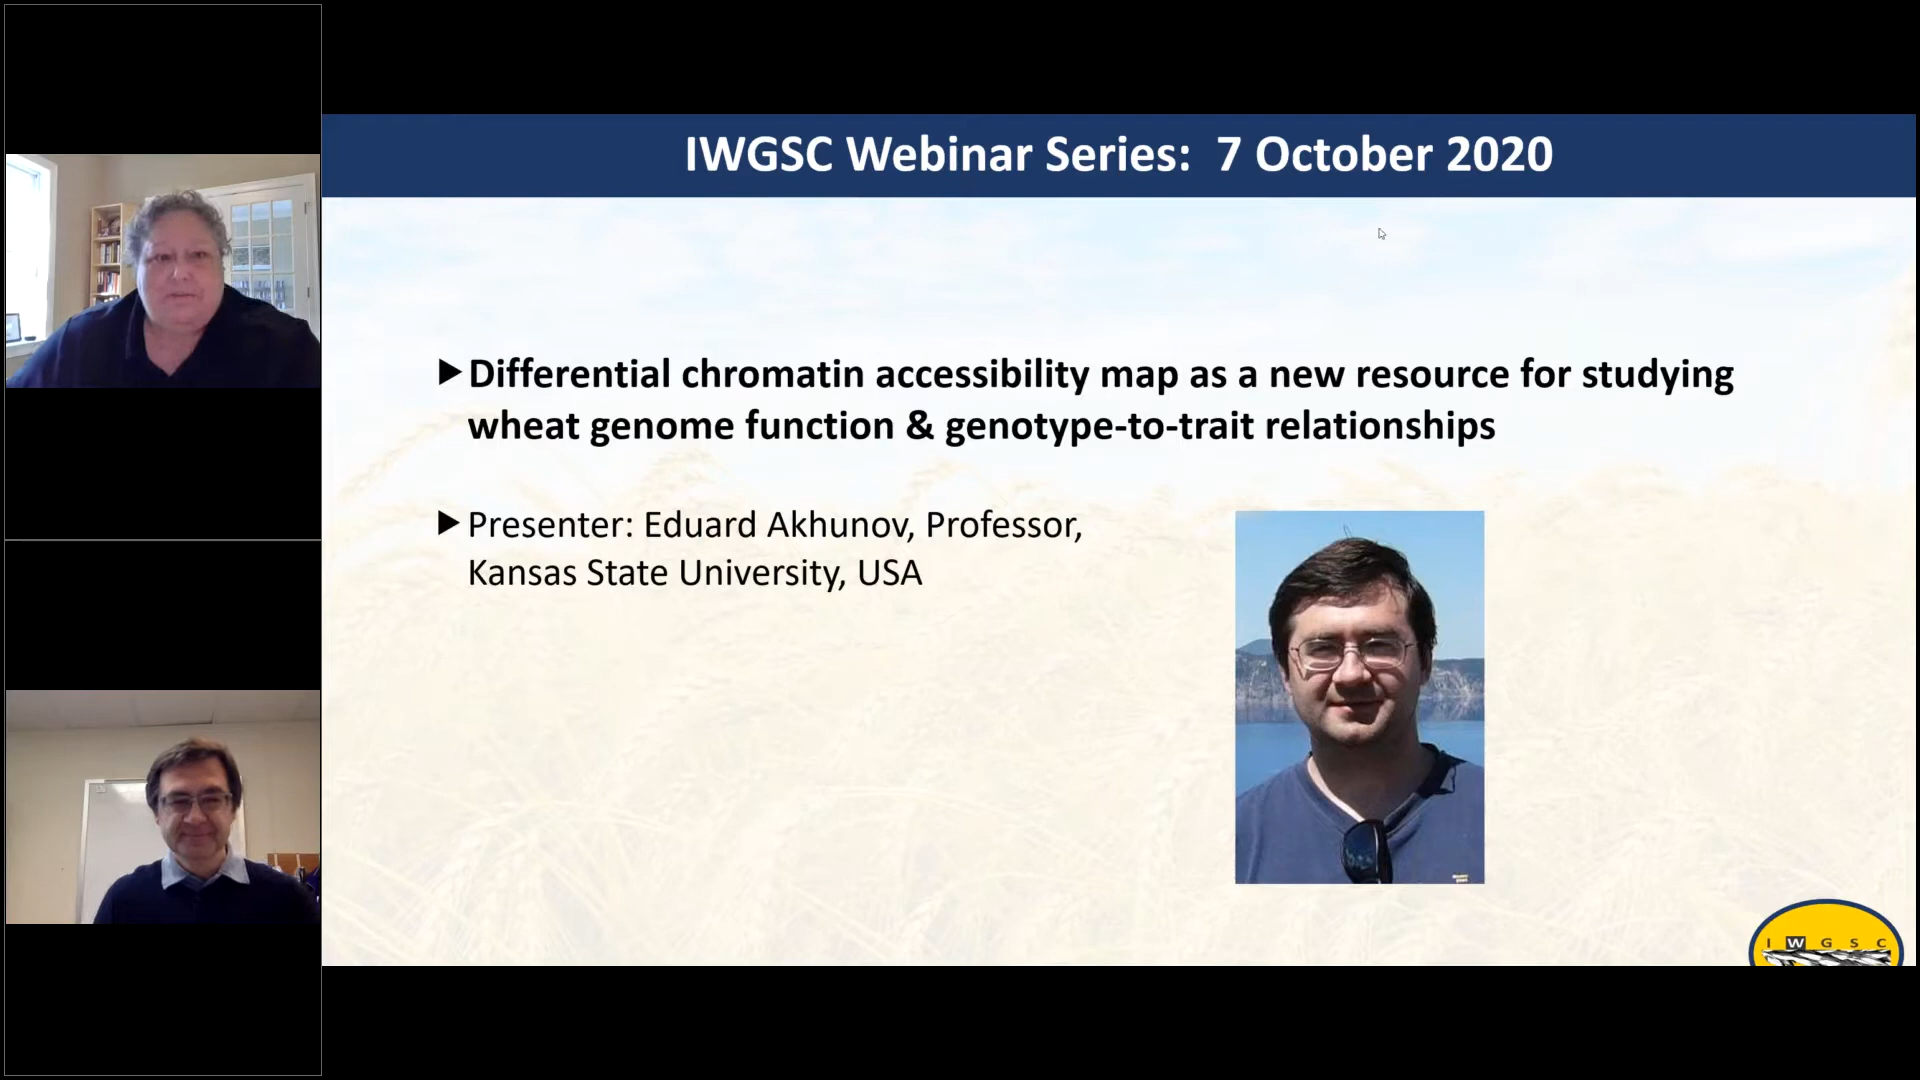 IWGSC Webinar Series:  7 October 2020
Differential chromatin accessibility map as a new resource for studying
wheat genome function & genotype-to-trait relationships
Presenter: Eduard Akhunov, Professor,
Kansas State University, USA
I W G S C